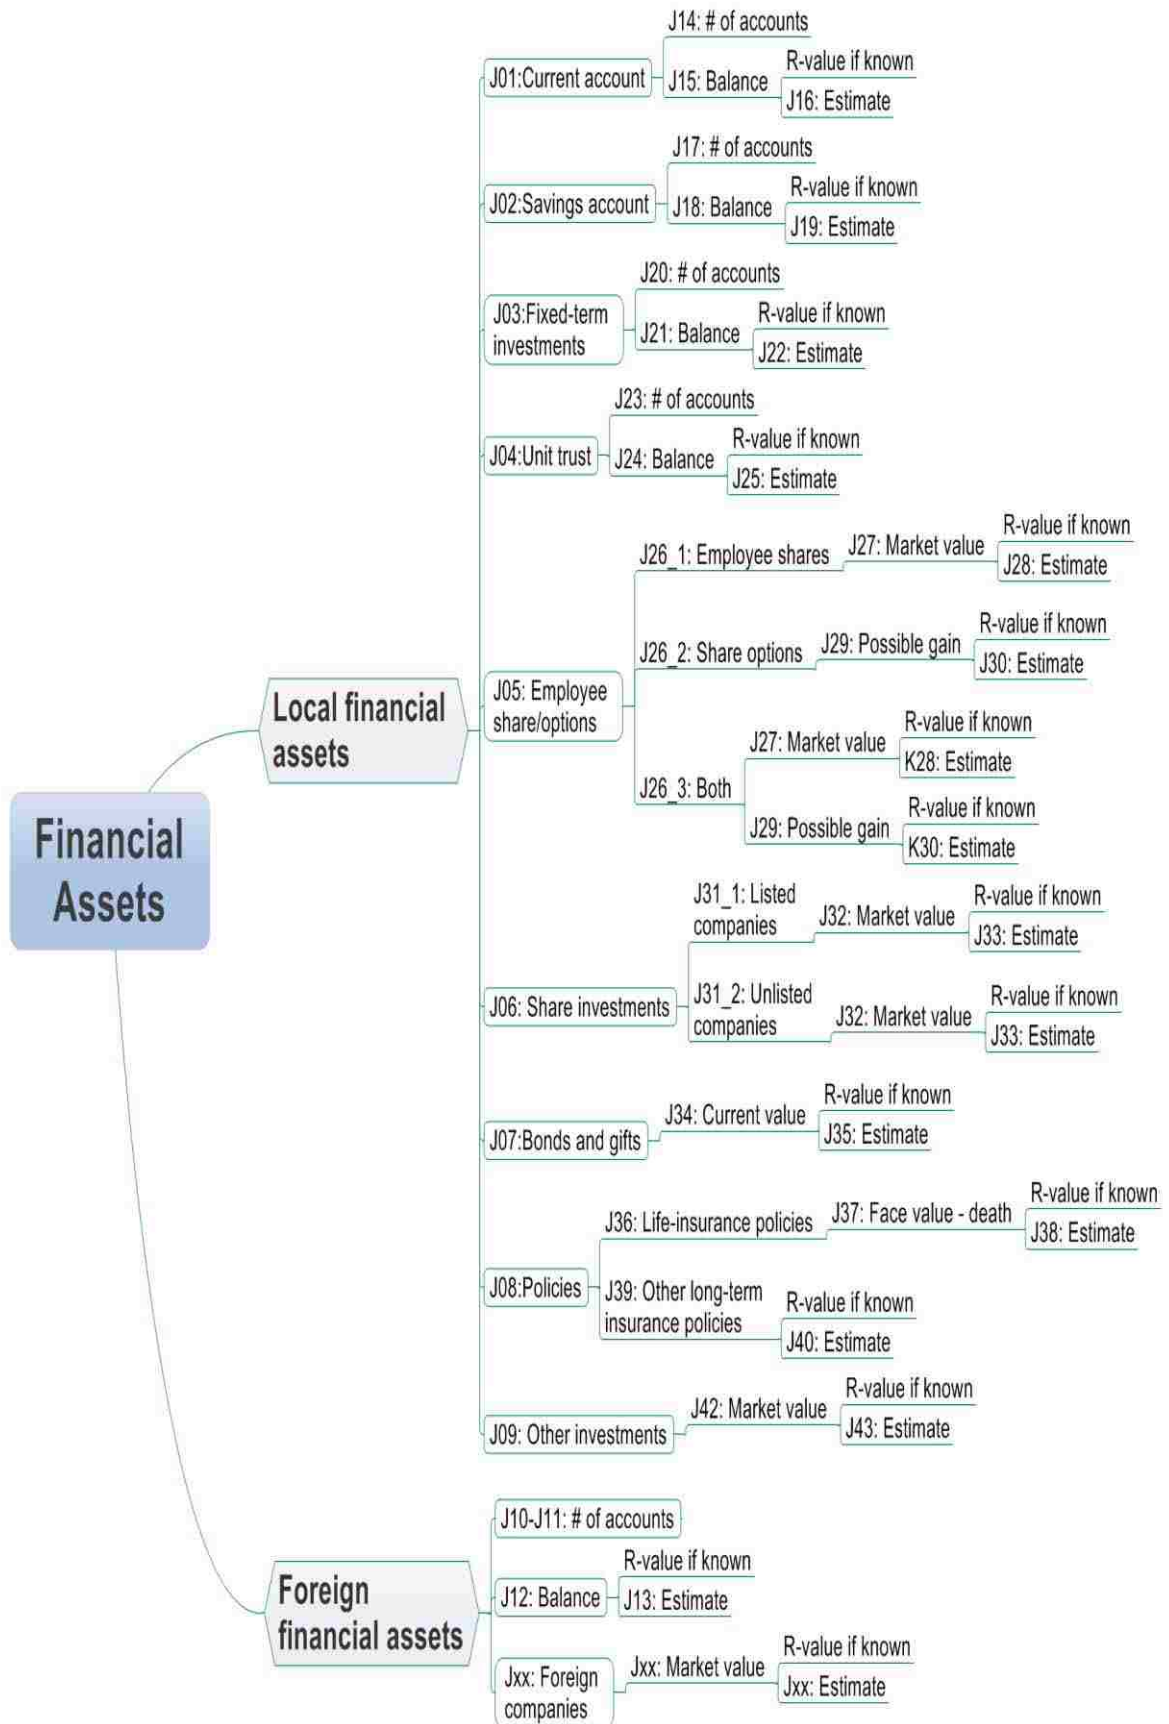 Financial
Assets
Local financial
assets
J01:Current account
J14: # of accounts
J15: Balance
R-value if known
J16: Estimate
J02:Savings account
J17: # of accounts
J18: Balance
R-value if known
J19: Estimate
J03:Fixed-term
investments
J20: # of accounts
J21: Balance
R-value if known
J22: Estimate
J04:Unit trust
J23: # of accounts
J24: Balance
R-value if known
J25: Estimate
J05: Employee
share/options
J26_1: Employee shares
J27: Market value
R-value if known
J28: Estimate
J26_2: Share options
J29: Possible gain
R-value if known
J30: Estimate
J26_3: Both
J27: Market value
R-value if known
K28: Estimate
J29: Possible gain
R-value if known
K30: Estimate
J06: Share investments
J31_1: Listed
companies
J32: Market value
R-value if known
J33: Estimate
J31_2: Unlisted
companies
J32: Market value
R-value if known
J33: Estimate
J07:Bonds and gifts
J34: Current value
R-value if known
J35: Estimate
J08:Policies
J36: Life-insurance policies
J37: Face value - death
R-value if known
J38: Estimate
J39: Other long-term
insurance policies
R-value if known
J40: Estimate
J09: Other investments
J42: Market value
R-value if known
J43: Estimate
Foreign
financial assets
J10-J11: # of accounts
J12: Balance
R-value if known
J13: Estimate
Jxx: Foreign
companies
Jxx: Market value
R-value if known
Jxx: Estimate